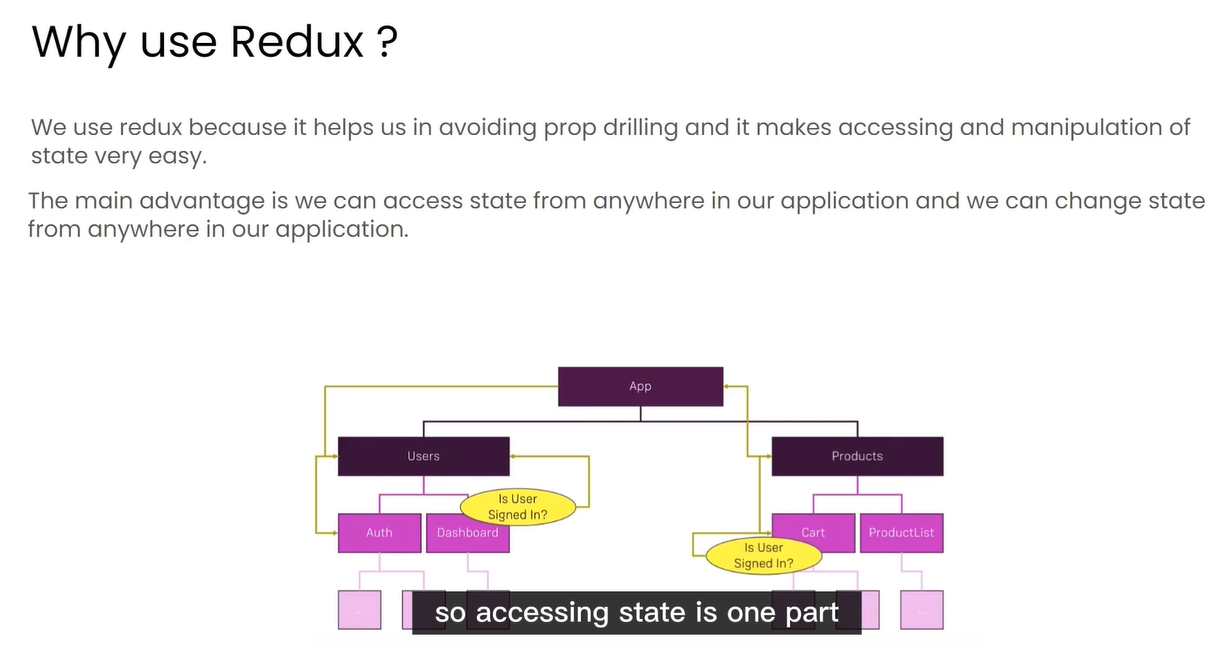 Why use Redux ?
We use redux because it helps us in avoiding prop drilling and it makes accessing and manipulation of
state very easy.
The main advantage is we can access state from anywhere in our application and we can change state
from anywhere in our application.
App
Users
Products
Is User
Signed In?
Auth
Dashboard
Cart
ProductList
Is User
Signed In?
...
...
so accessing state is one part